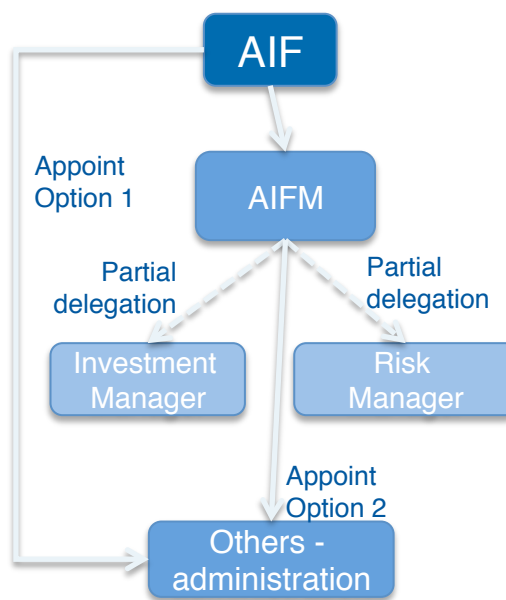 AIF
Appoint
Option 1
AIFM
Partial
delegation
Partial
delegation
Investment
Manager
Risk
Manager
Appoint
Option 2
Others -
administration